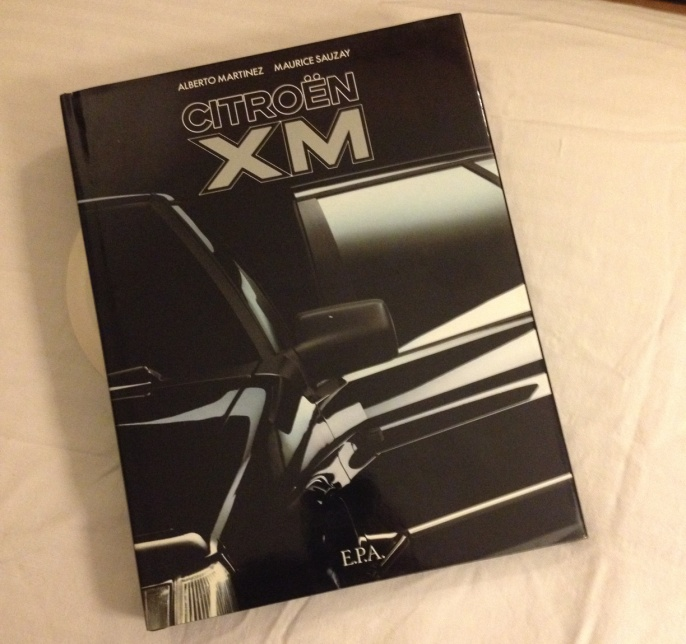 ALBERTO MARTINEZ MAURICE SAUZAY
CITROËN
XM
E.P.A.